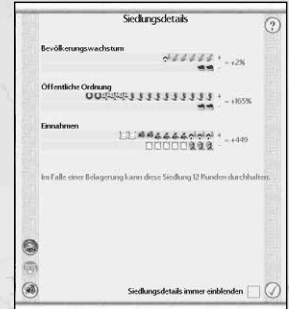 Siedlungsdetails
?
Bevölkerungswachstum
+
- = +2%
Öffentliche Ordnung
+
- = +165%
Einnahmen
+
- = +449
Im Falle einer Belagerung kann diese Siedlung 12 Runden durchhalten.
Siedlungsdetails immer einblenden